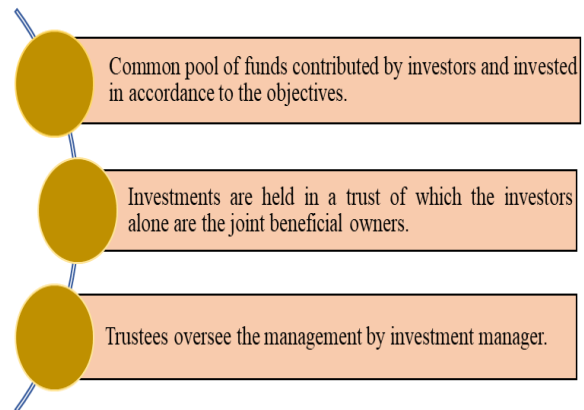 Common pool of funds contributed by investors and invested
in accordance to the objectives.
Investments are held in a trust of which the investors
alone are the joint beneficial owners.
Trustees oversee the management by investment manager.